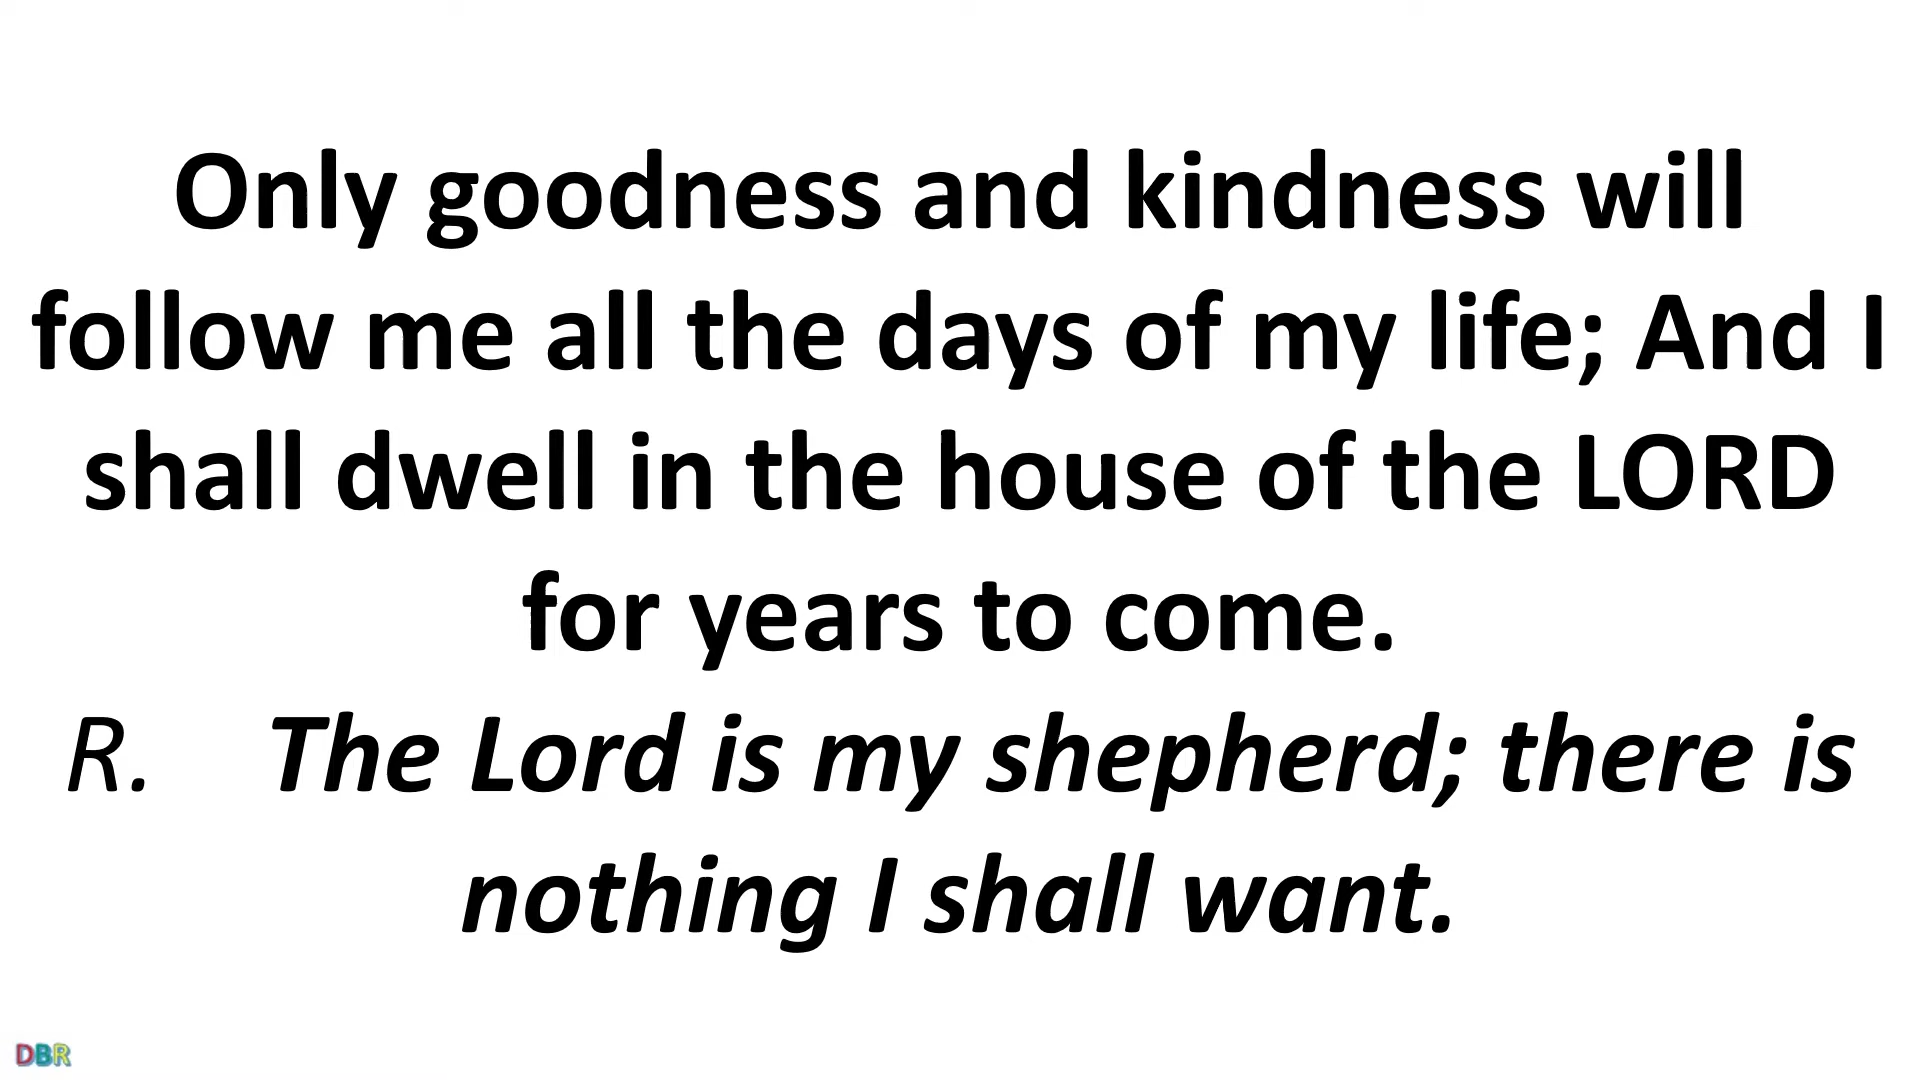 Only goodness and kindness will
follow me all the days of my life; And I
shall dwell in the house of the LORD
for years to come.
R. The Lord is my shepherd; there is
nothing I shall want.
DBR